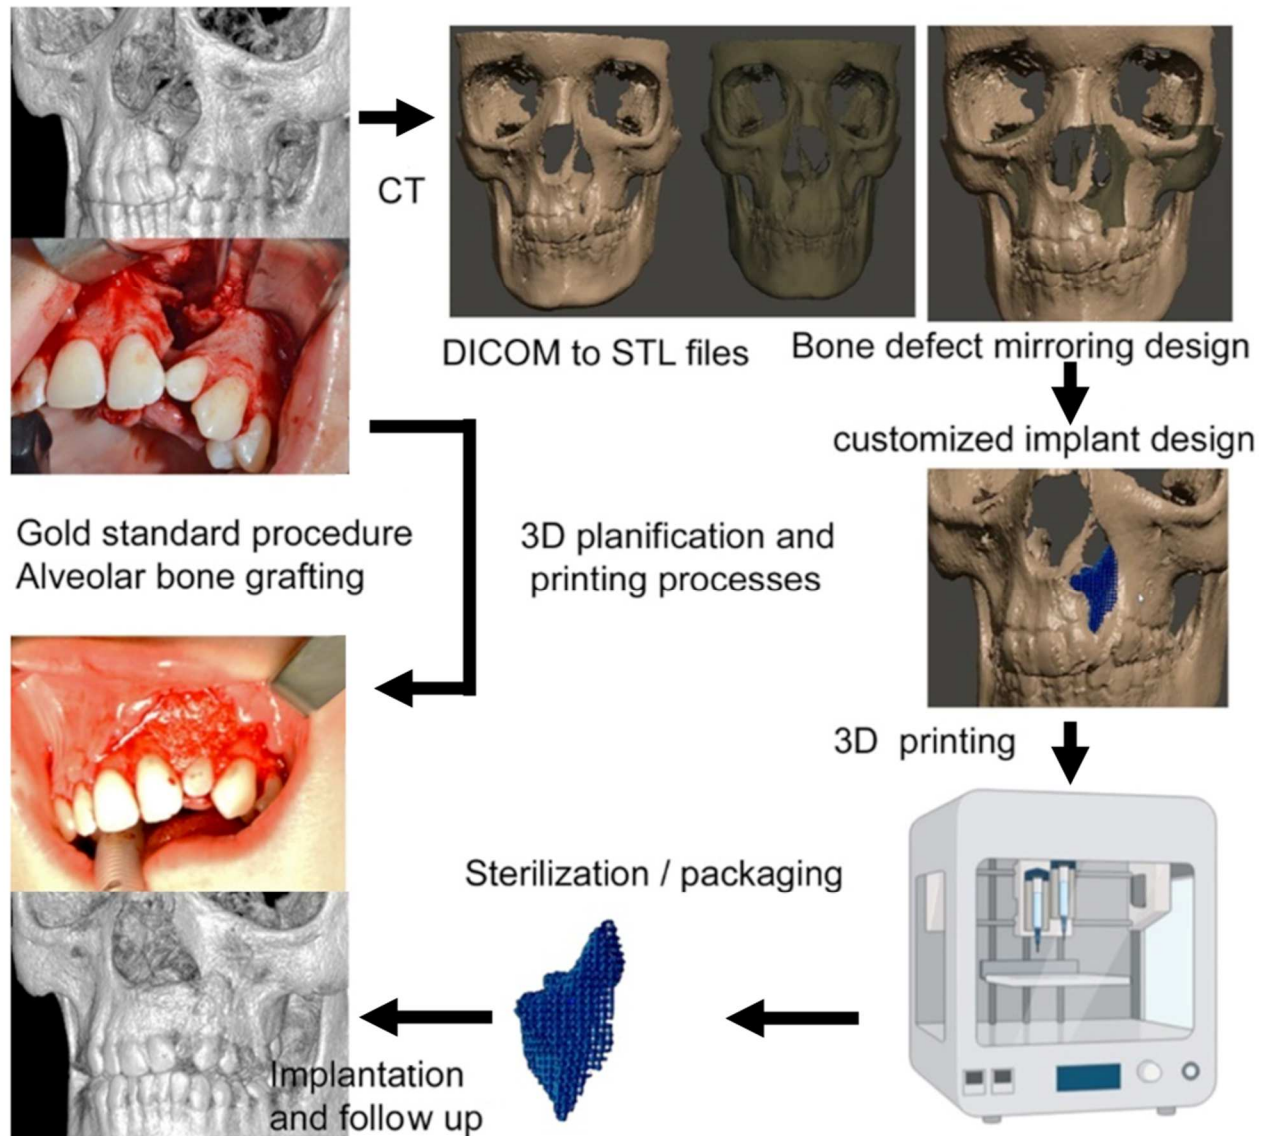 CT
DICOM to STL files
Bone defect mirroring design
customized implant design
Gold standard procedure
Alveolar bone grafting
3D planification and
printing processes
3D printing
Sterilization / packaging
Implantation
and follow up